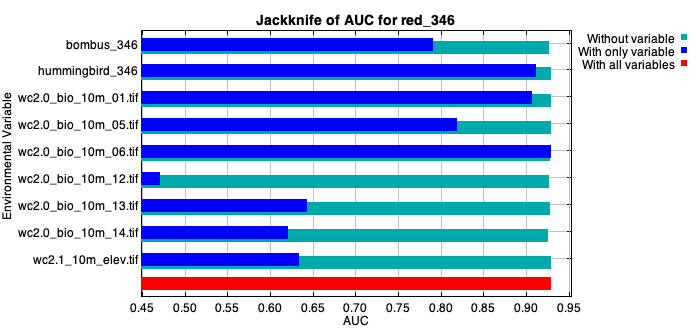 Jackknife of AUC for red_346
Without variable
With only variable
With all variables
Environmental Variable
bombus_346
hummingbird_346
wc2.0_bio_10m_01.tif
wc2.0_bio_10m_05.tif
wc2.0_bio_10m_06.tif
wc2.0_bio_10m_12.tif
wc2.0_bio_10m_13.tif
wc2.0_bio_10m_14.tif
wc2.1_10m_elev.tif
0.45 0.50 0.55 0.60 0.65 0.70 0.75 0.80 0.85 0.90 0.95
AUC